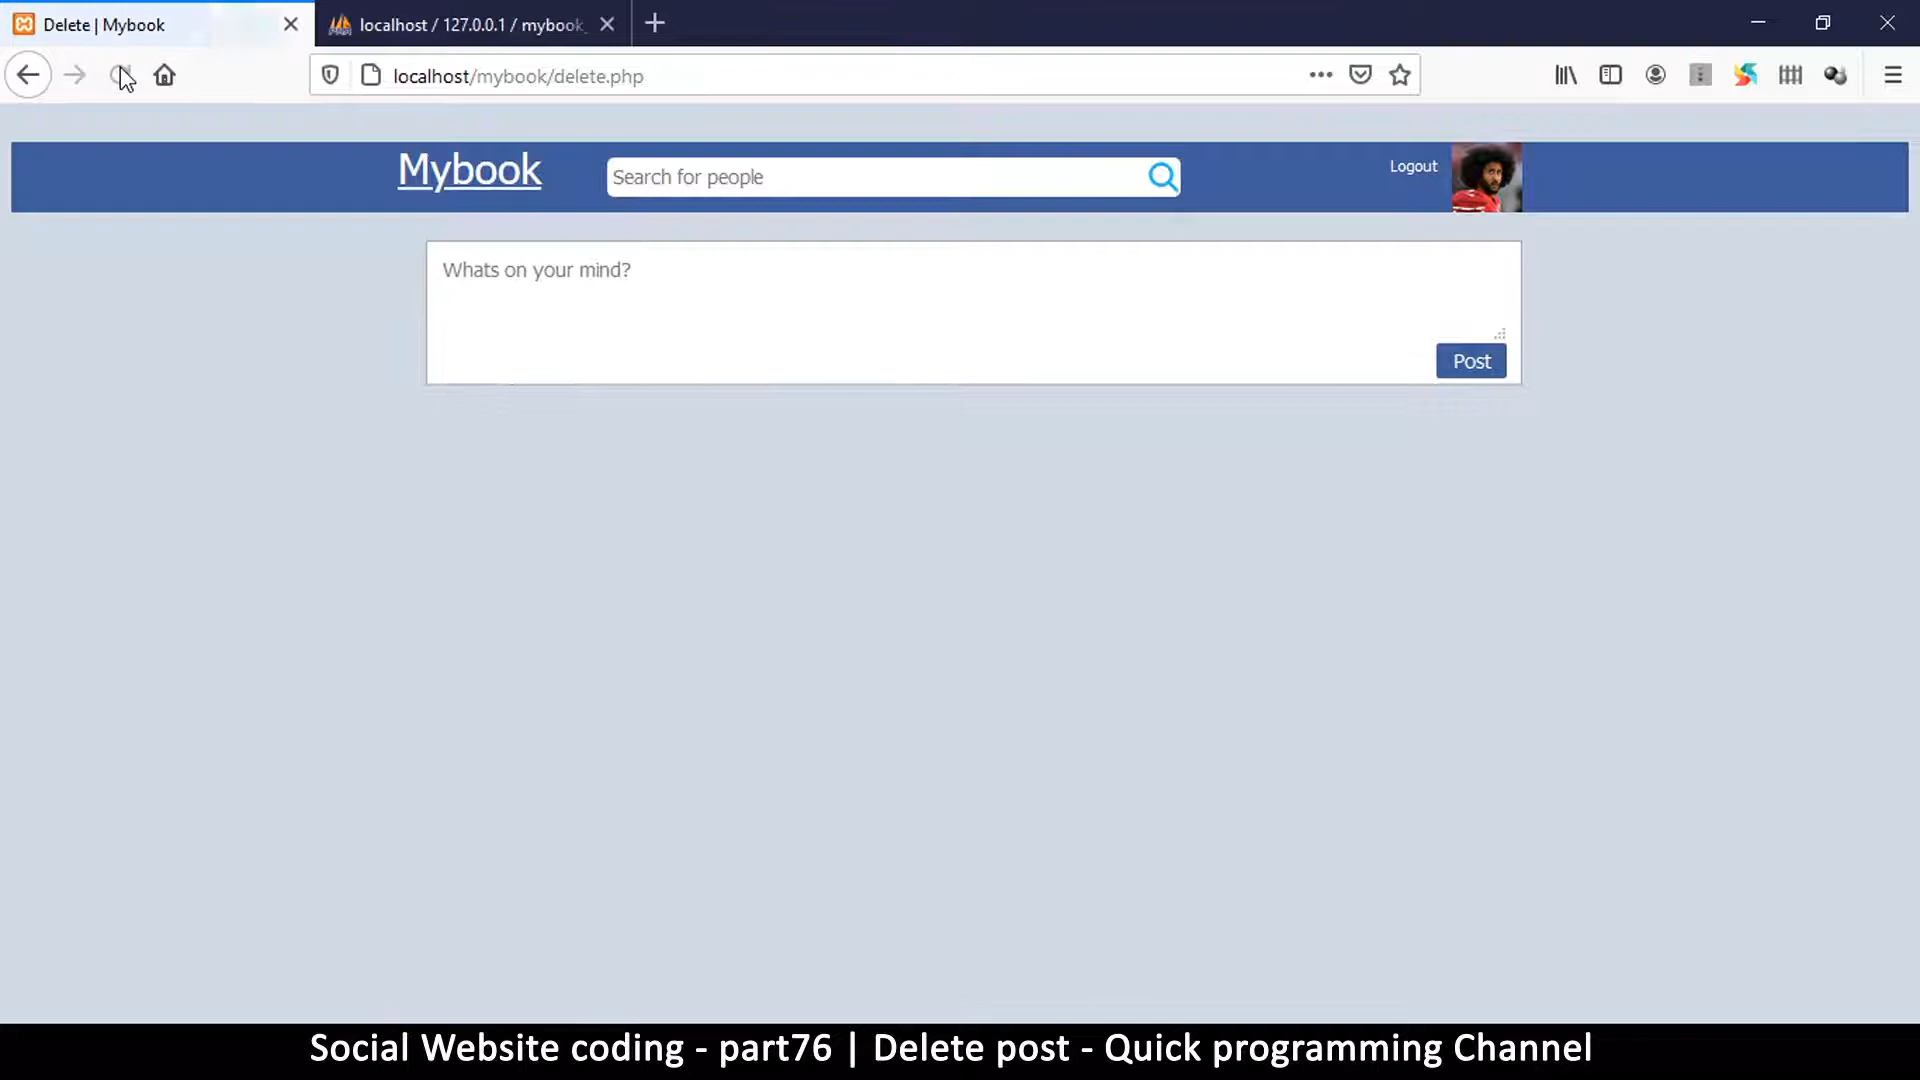 Delete | Mybook
localhost / 127.0.0.1 / mybook_
localhost/mybook/delete.php
Mybook
Search for people
Logout
Whats on your mind?
Post
Social Website coding - part76 | Delete post - Quick programming Channel